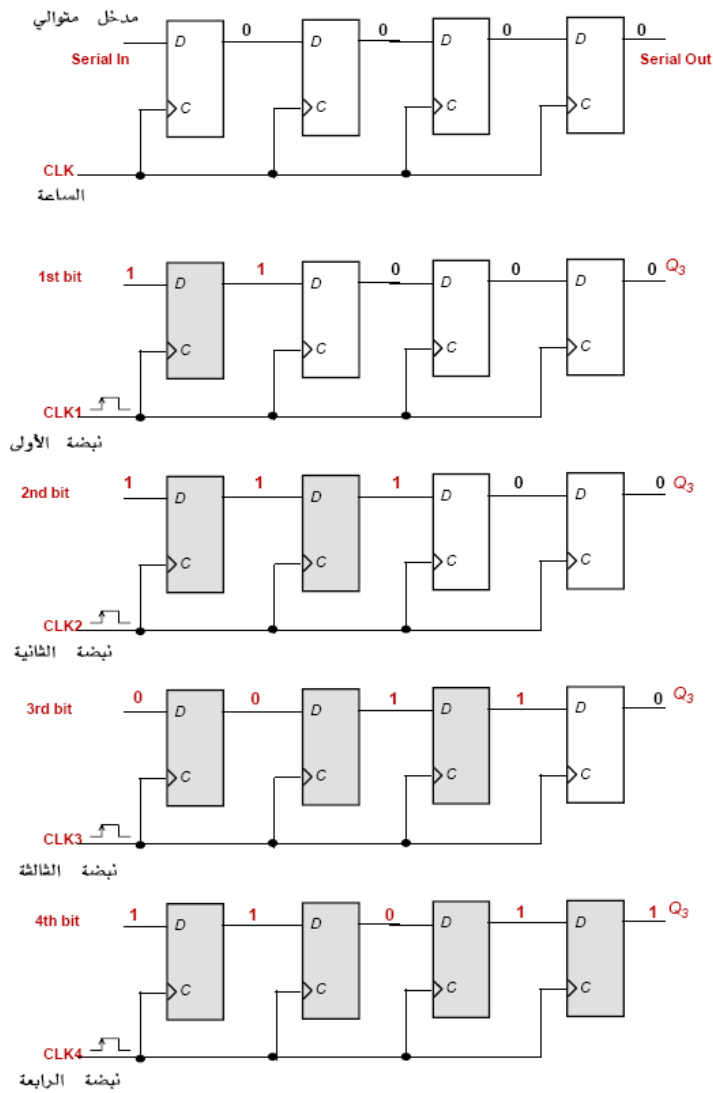 مدخل متوالي
D 0 D 0 D 0 D 0
Serial In Serial Out
C C C C
CLK
الساعة
1st bit 1 D 1 D 0 D 0 D 0 Q3
C C C C
CLK1
نبضة الأولى
2nd bit 1 D 1 D 1 D 0 D 0 Q3
C C C C
CLK2
نبضة الثانية
3rd bit 0 D 0 D 1 D 1 D 0 Q3
C C C C
CLK3
نبضة الثالثة
4th bit 1 D 1 D 0 D 1 D 1 Q3
C C C C
CLK4
نبضة الرابعة